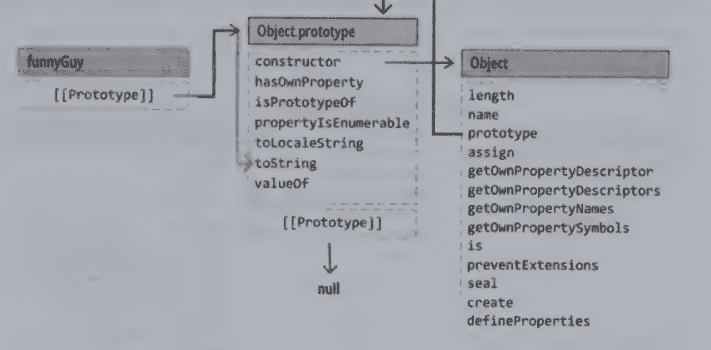 funnyGuy
[[Prototype]]
Object.prototype
constructor
hasOwnProperty
isPrototypeOf
propertyIsEnumerable
toLocaleString
toString
valueOf
[[Prototype]]
null
Object
length
name
prototype
assign
getOwnPropertyDescriptor
getOwnPropertyDescriptors
getOwnPropertyNames
getOwnPropertySymbols
is
preventExtensions
seal
create
defineProperties